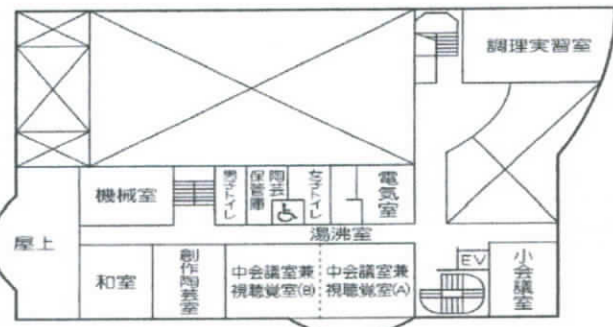 調理実習室
機械室
男子トイレ
保管庫
陶芸
女子トイレ
電気室
湯沸室
屋上
和室
創作陶芸室
中会議室兼
視聴覚室(B)
中会議室兼
視聴覚室(A)
EV
小会議室